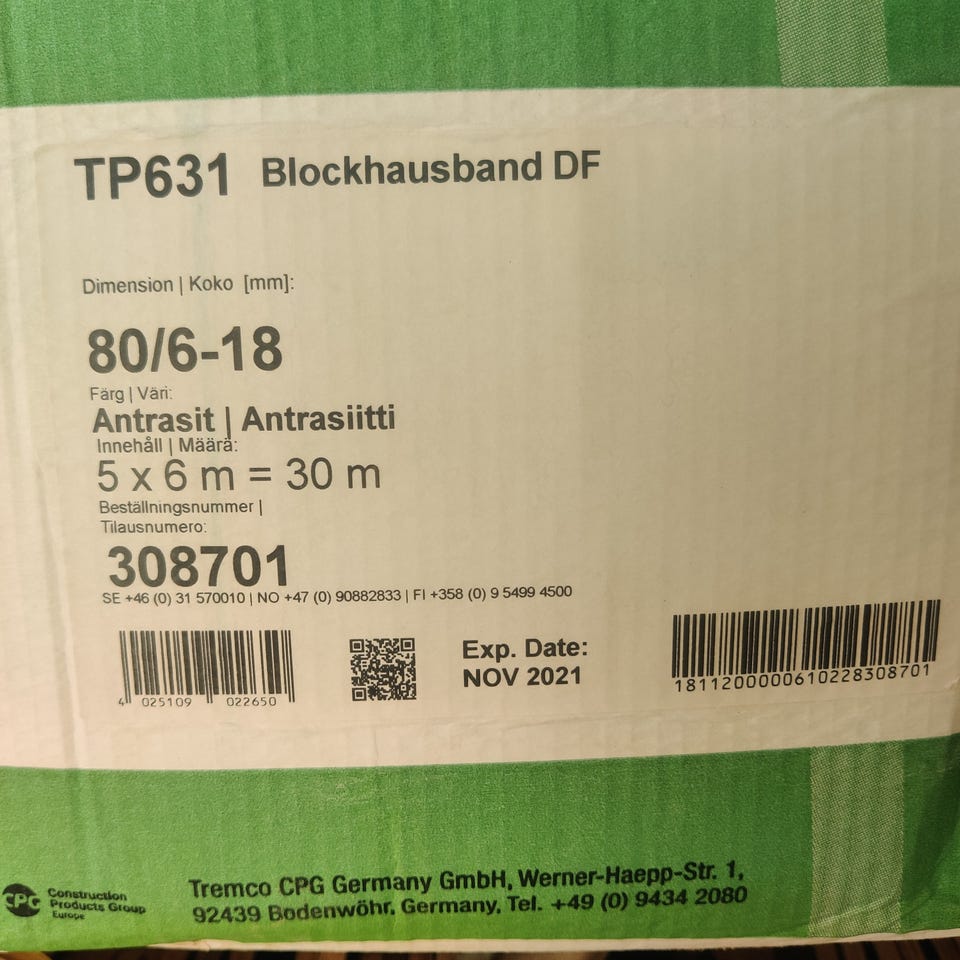 TP631 Blockhausband DF
Dimension | Koko [mm]:
80/6-18
Färg | Väri:
Antrasit | Antrasiitti
Innehåll | Määrä:
5 x 6 m = 30 m
Beställningsnummer |
Tilausnumero:
308701
SE +46 (0) 31 570010 | NO +47 (0) 90882833 | FI +358 (0) 9 5499 4500
4 025109 022650
Exp. Date:
NOV 2021
1811200000610228308701
CPG Construction
Products Group
Europe
Tremco CPG Germany GmbH, Werner-Haepp-Str. 1,
92439 Bodenwöhr, Germany, Tel. +49 (0) 9434 2080